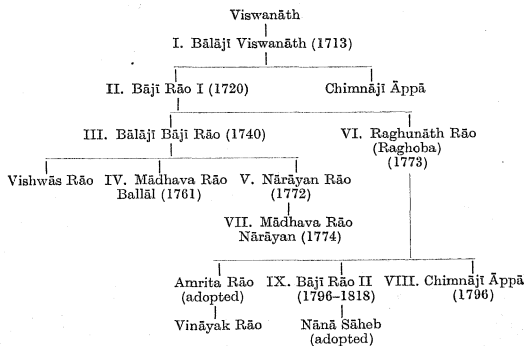 Viswanāth
I. Bālājī Viswanāth (1713)
II. Bājī Rāo I (1720)
Chimnājī Āppā
III. Bālājī Bājī Rāo (1740)
VI. Raghunāth Rāo
(Raghoba)
(1773)
Vishwās Rāo
IV. Mādhava Rāo
Ballāl (1761)
V. Nārāyan Rāo
(1772)
VII. Mādhava Rāo
Nārāyan (1774)
Amrita Rāo
(adopted)
IX. Bājī Rāo II
(1796–1818)
VIII. Chimnājī Āppā
(1796)
Vināyak Rāo
Nānā Sāheb
(adopted)